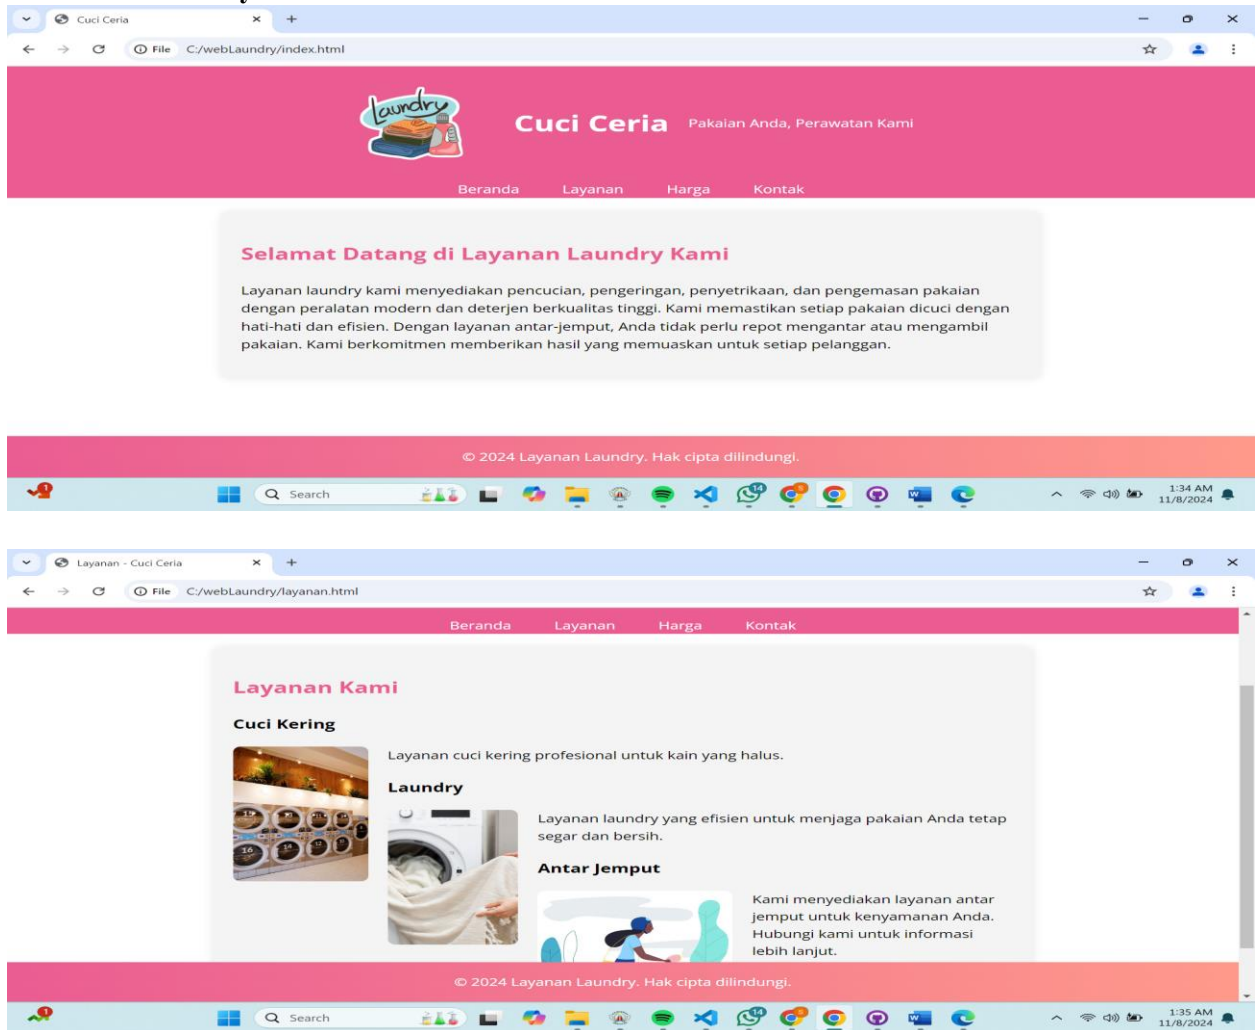 Cuci Ceria
File C:/webLaundry/index.html
Laundry
Cuci Ceria Pakaian Anda, Perawatan Kami
Beranda Layanan Harga Kontak
Selamat Datang di Layanan Laundry Kami
Layanan laundry kami menyediakan pencucian, pengeringan, penyetrikaan, dan pengemasan pakaian
dengan peralatan modern dan deterjen berkualitas tinggi. Kami memastikan setiap pakaian dicuci dengan
hati-hati dan efisien. Dengan layanan antar-jemput, Anda tidak perlu repot mengantar atau mengambil
pakaian. Kami berkomitmen memberikan hasil yang memuaskan untuk setiap pelanggan.
© 2024 Layanan Laundry. Hak cipta dilindungi.
1
Search
14
1:34 AM
11/8/2024
Layanan - Cuci Ceria
File C:/webLaundry/layanan.html
Beranda Layanan Harga Kontak
Layanan Kami
Cuci Kering
Layanan cuci kering profesional untuk kain yang halus.
Laundry
Layanan laundry yang efisien untuk menjaga pakaian Anda tetap
segar dan bersih.
Antar Jemput
Kami menyediakan layanan antar
jemput untuk kenyamanan Anda.
Hubungi kami untuk informasi
lebih lanjut.
© 2024 Layanan Laundry. Hak cipta dilindungi.
1
Search
14
1:35 AM
11/8/2024